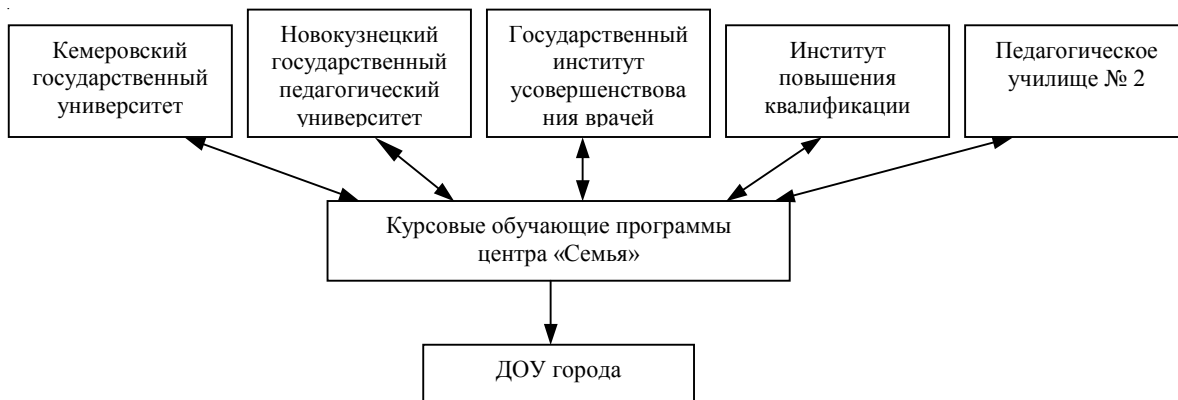 Кемеровский
государственный
университет
Новокузнецкий
государственный
педагогический
университет
Государственный
институт
усовершенствова
ния врачей
Институт
повышения
квалификации
Педагогическое
училище № 2
Курсовые обучающие программы
центра «Семья»
ДОУ города